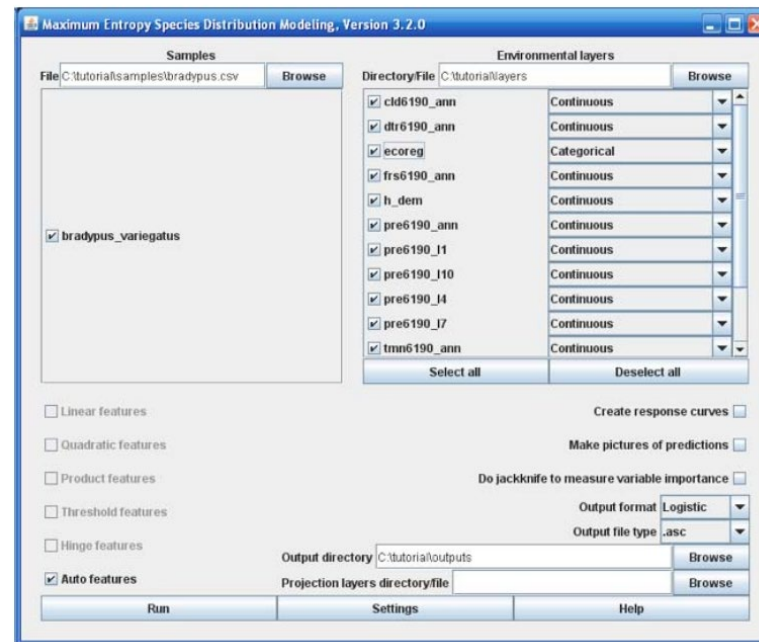 Maximum Entropy Species Distribution Modeling, Version 3.2.0
Samples
File C:\tutorial\samples\bradypus.csv Browse
bradypus_variegatus
Environmental layers
Directory/File C:\tutorial\layers Browse
cld6190_ann Continuous
dtr6190_ann Continuous
ecoreg Categorical
frs6190_ann Continuous
h_dem Continuous
pre6190_ann Continuous
pre6190_l1 Continuous
pre6190_l10 Continuous
pre6190_l4 Continuous
pre6190_l7 Continuous
tmn6190_ann Continuous
Select all Deselect all
Linear features
Quadratic features
Product features
Threshold features
Hinge features
Auto features
Create response curves
Make pictures of predictions
Do jackknife to measure variable importance
Output format Logistic
Output file type .asc
Output directory C:\tutorial\outputs Browse
Projection layers directory/file Browse
Run Settings Help